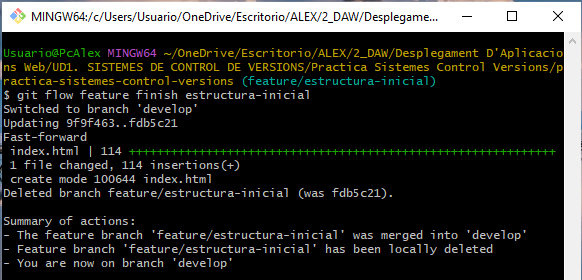 MINGW64:/c/Users/Usuario/OneDrive/Escritorio/ALEX/2_DAW/Desplegame...
Usuario@PcAlex MINGW64 ~/OneDrive/Escritorio/ALEX/2_DAW/Desplegament D'Aplicacio
ns Web/UD1. SISTEMES DE CONTROL DE VERSIONS/Practica Sistemes Control Versions/p
ractica-sistemes-control-versions (feature/estructura-inicial)
$ git flow feature finish estructura-inicial
Switched to branch 'develop'
Updating 9f9f463..fdb5c21
Fast-forward
 index.html | 114 +++++++++++++++++++++++++++++++++++++++++++++++++++++++++++++
 1 file changed, 114 insertions(+)
 create mode 100644 index.html
Deleted branch feature/estructura-inicial (was fdb5c21).
Summary of actions:
- The feature branch 'feature/estructura-inicial' was merged into 'develop'
- Feature branch 'feature/estructura-inicial' has been locally deleted
- You are now on branch 'develop'